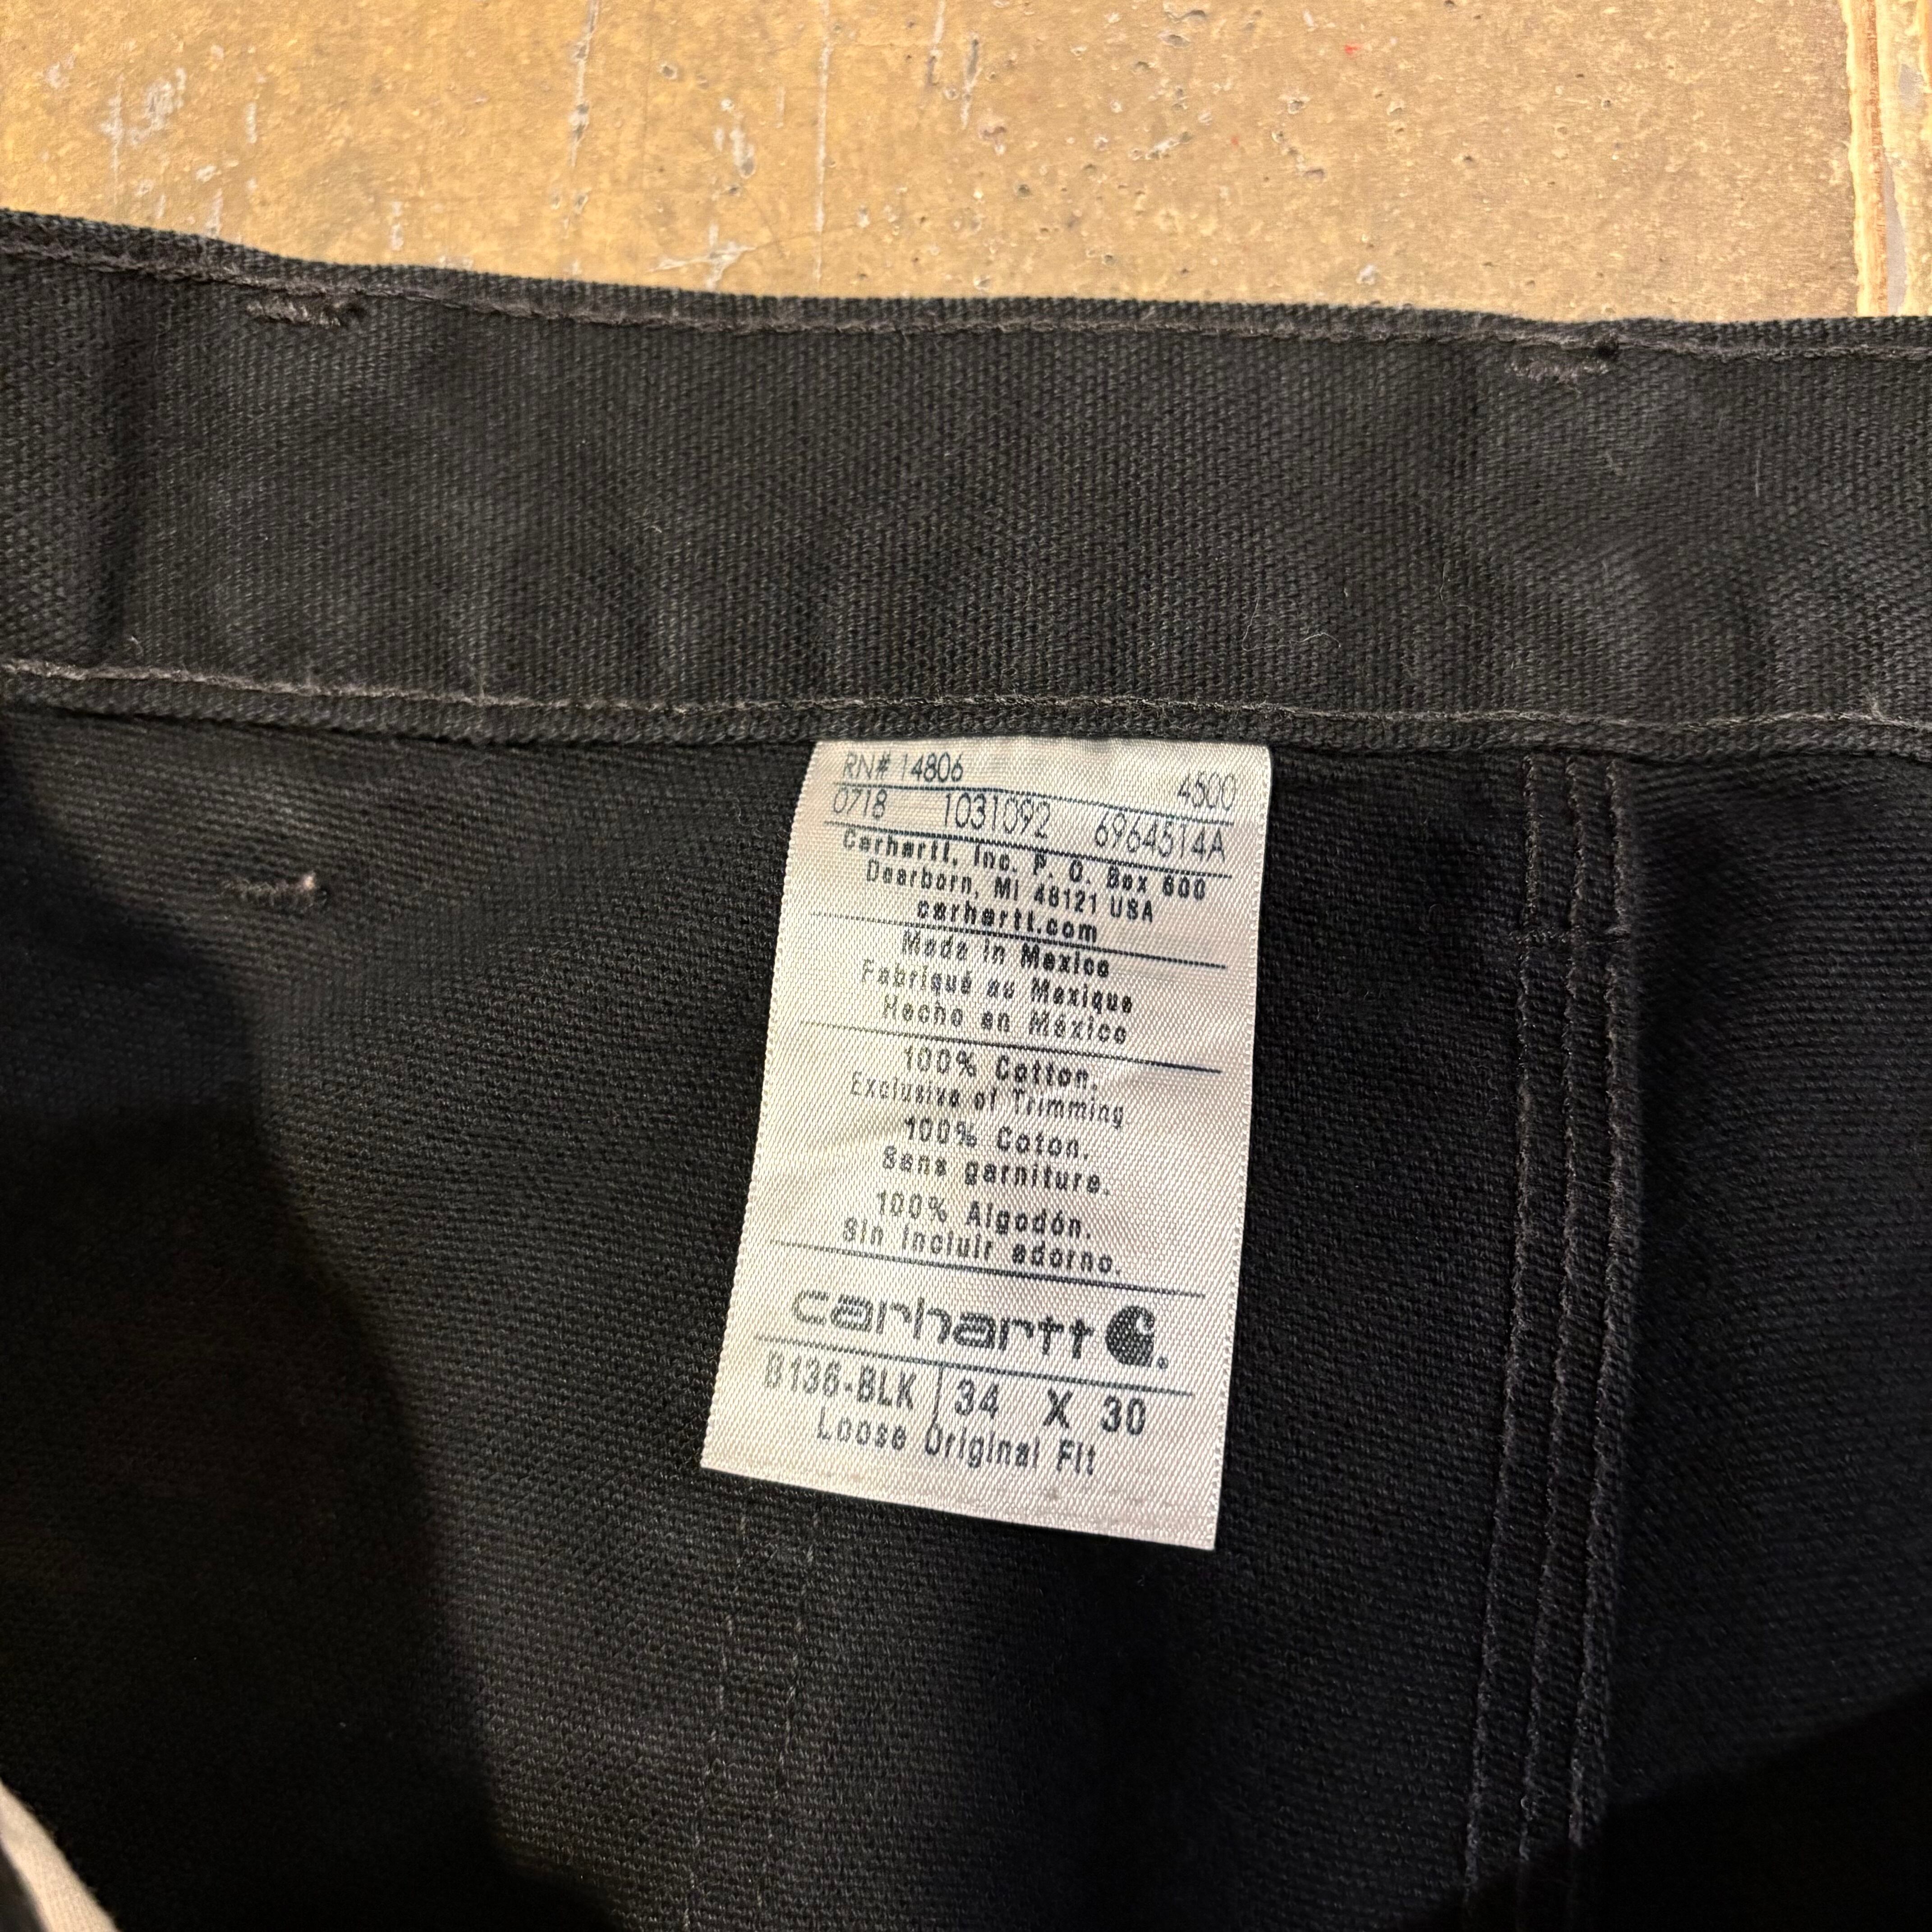 RN# 14806 4500
0718 1031092 6964514A
Carhartt, Inc. P. O. Box 600
Dearborn, MI 48121 USA
carhartt.com
Made in Mexico
Fabriqué au Mexique
Hecho en México
100% Cotton.
Exclusive of Trimming
100% Coton.
Sans garniture.
100% Algodón.
Sin incluir adorno.
carhartt
B136-BLK 34 X 30
Loose Original Fit